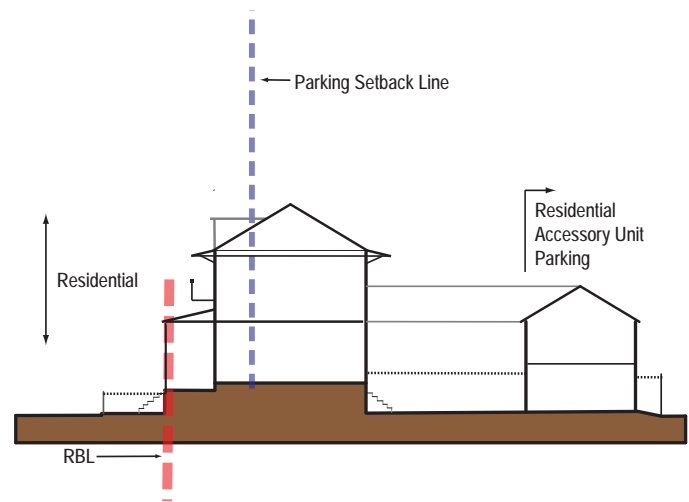 Parking Setback Line
Residential
Accessory Unit
Parking
Residential
RBL